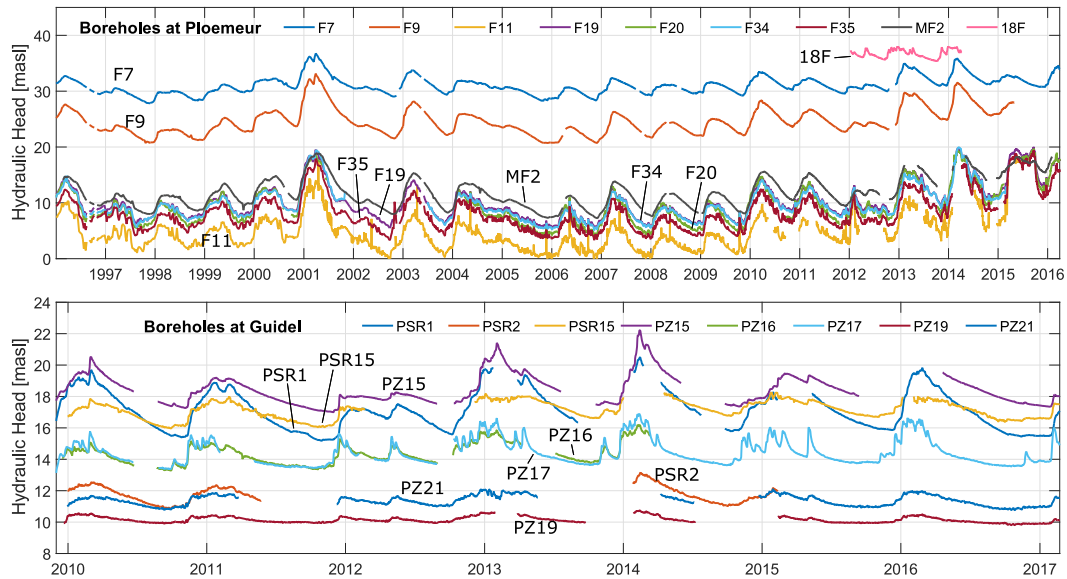 Boreholes at Ploemeur F7 F9 F11 F19 F20 F34 F35 MF2 18F
Hydraulic Head [masl]
40
30
20
10
0
18F
F7
F9
F35
F19
MF2
F34
F20
F11
1997 1998 1999 2000 2001 2002 2003 2004 2005 2006 2007 2008 2009 2010 2011 2012 2013 2014 2015 2016
Boreholes at Guidel PSR1 PSR2 PSR15 PZ15 PZ16 PZ17 PZ19 PZ21
Hydraulic Head [masl]
24
22
20
18
16
14
12
10
8
PSR1
PSR15
PZ15
PZ16
PZ17
PSR2
PZ21
PZ19
2010 2011 2012 2013 2014 2015 2016 2017